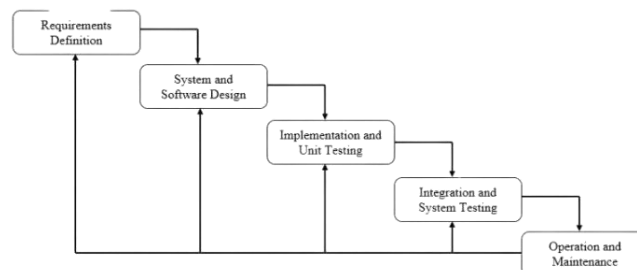 Requirements
Definition
System and
Software Design
Implementation and
Unit Testing
Integration and
System Testing
Operation and
Maintenance